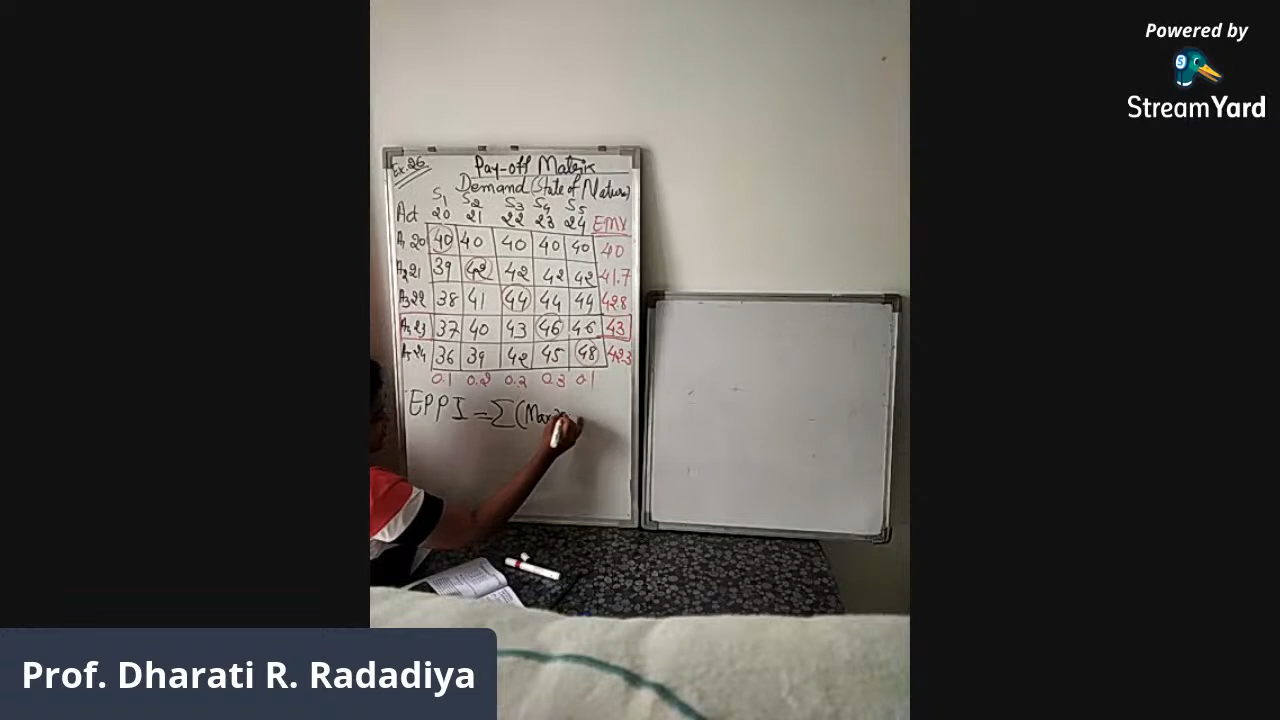 Powered by
StreamYard
Ex.26 Pay-off Matrix
Demand (State of Nature)
S1 S2 S3 S4 S5
Act 20 21 22 23 24 EMV
A1 20 40 40 40 40 40 40
A2 21 39 42 42 42 42 41.7
A3 22 38 41 44 44 44 42.8
A4 23 37 40 43 46 46 43
A5 24 36 39 42 45 48 42.3
0.1 0.2 0.3 0.1
EPPI = Σ(Max
Prof. Dharati R. Radadiya